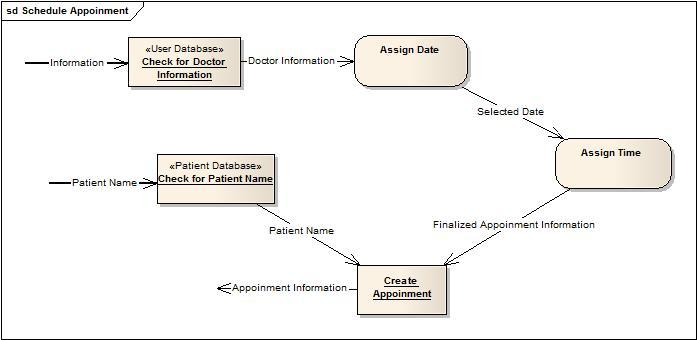 sd Schedule Appoinment
«User Database»
Check for Doctor
Information
Information
Doctor Information
Assign Date
Selected Date
Assign Time
«Patient Database»
Check for Patient Name
Patient Name
Patient Name
Finalized Appoinment Information
Create
Appoinment
Appoinment Information